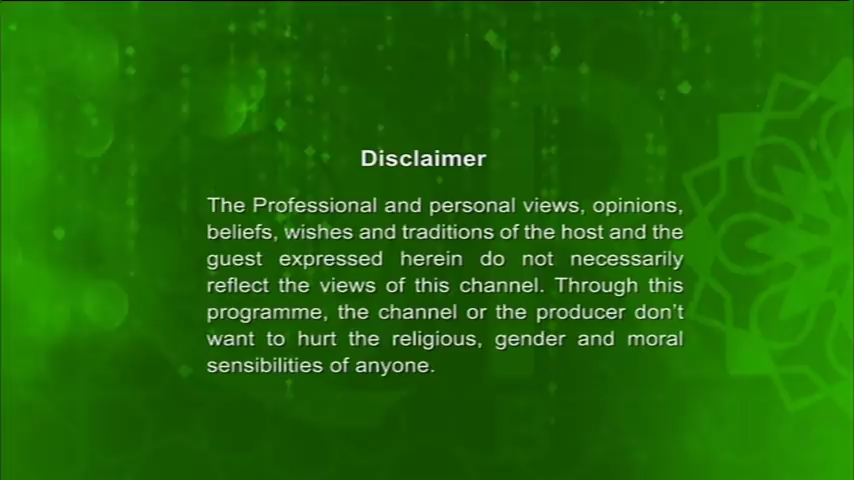 Disclaimer
The Professional and personal views, opinions,
beliefs, wishes and traditions of the host and the
guest expressed herein do not necessarily
reflect the views of this channel. Through this
programme, the channel or the producer don't
want to hurt the religious, gender and moral
sensibilities of anyone.